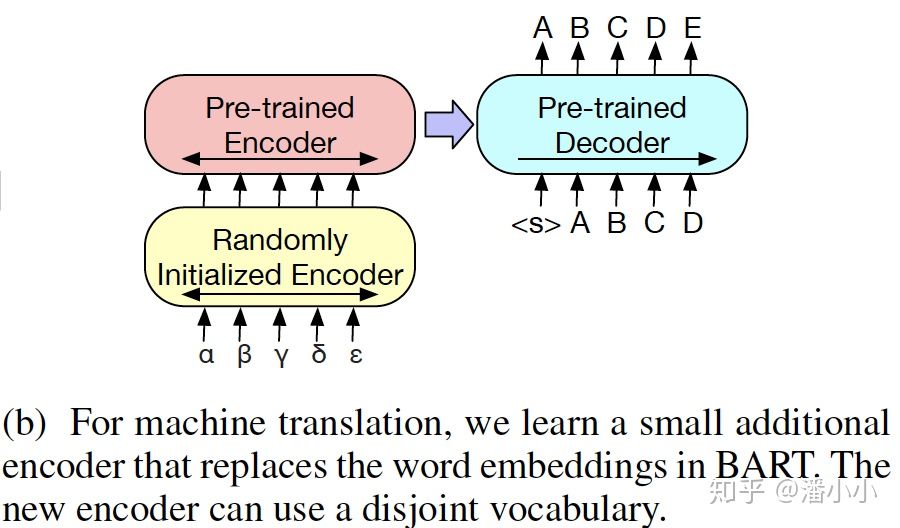 A B C D E
Pre-trained
Encoder
Pre-trained
Decoder
<s> A B C D
Randomly
Initialized Encoder
α β γ δ ε
(b) For machine translation, we learn a small additional
encoder that replaces the word embeddings in BART. The
new encoder can use a disjoint vocabulary.
知乎 @潘小小